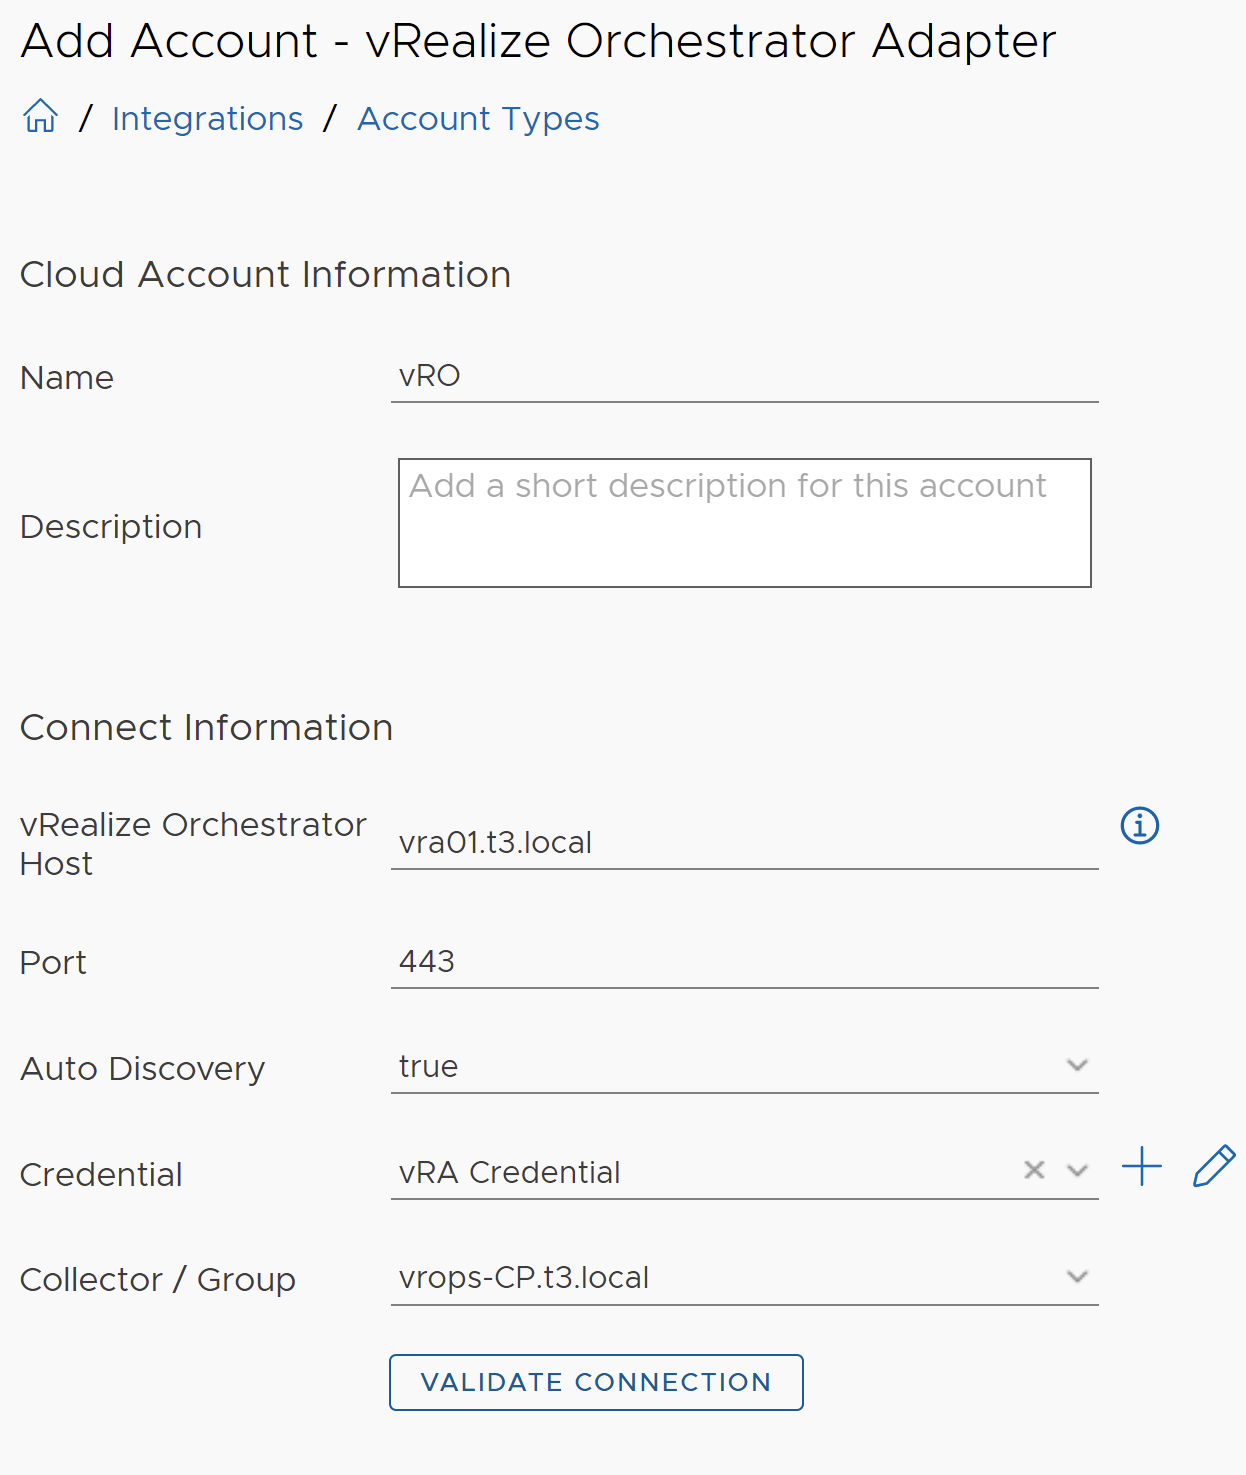 Add Account - vRealize Orchestrator Adapter
/ Integrations / Account Types
Cloud Account Information
Name
vRO
Description
Add a short description for this account
Connect Information
vRealize Orchestrator
Host
vra01.t3.local
Port
443
Auto Discovery
true
Credential
vRA Credential
Collector / Group
vrops-CP.t3.local
VALIDATE CONNECTION